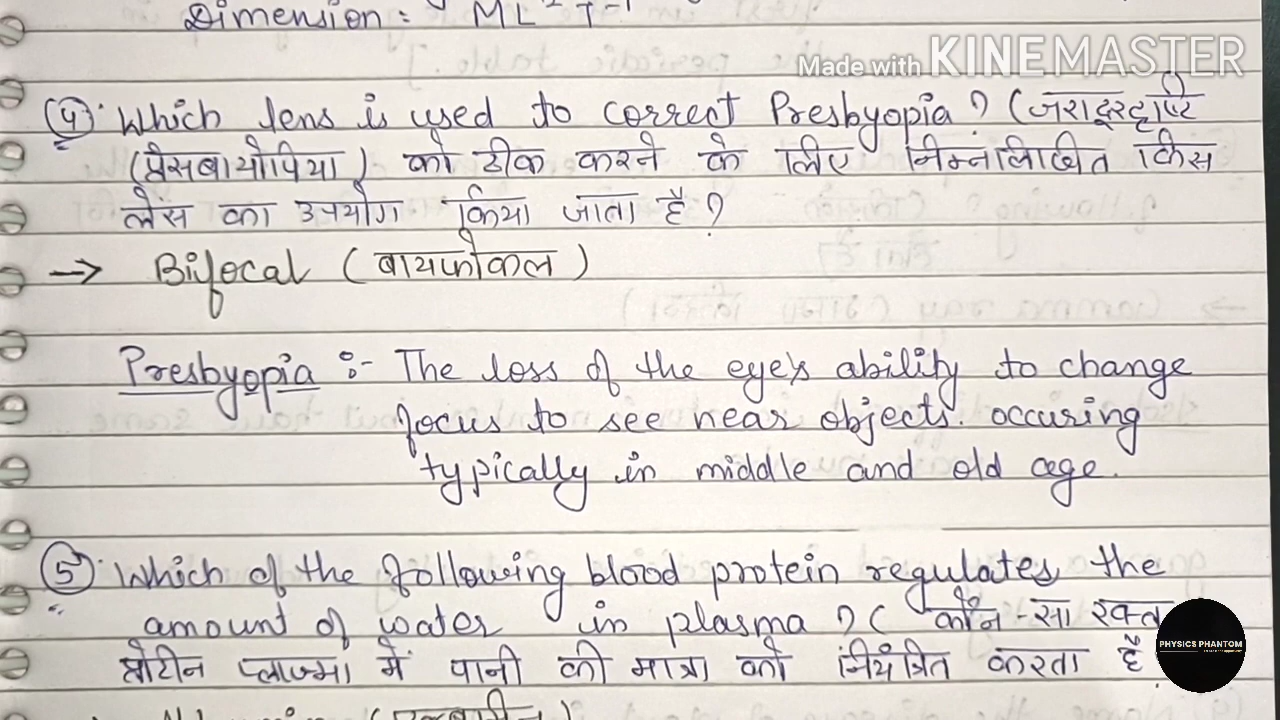 Dimension: ML² T⁻¹
Made with KINEMASTER
④ Which lens is used to correct Presbyopia? (जरादूरदृष्टि
(प्रेसबायोपिया) को ठीक करने के लिए निम्नलिखित किस
लेंस का उपयोग किया जाता है?
→ Bifocal (बायफोकल)
Presbyopia :- The loss of the eye's ability to change
focus to see near objects. occuring
typically in middle and old age.
⑤ Which of the following blood protein regulates the
amount of water in plasma? (कौन-सा रक्त
प्रोटीन प्लाज्मा में पानी की मात्रा को नियंत्रित करता है
PHYSICS PHANTOM